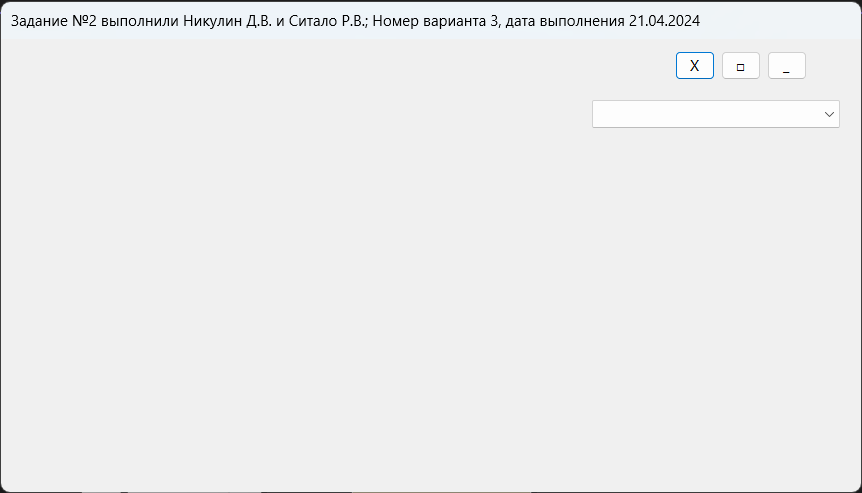 Задание №2 выполнили Никулин Д.В. и Ситало Р.В.; Номер варианта 3, дата выполнения 21.04.2024
X □ _